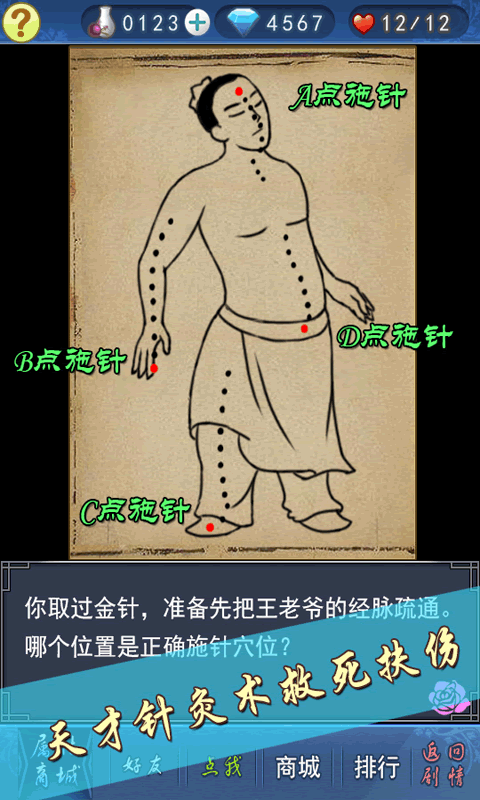 ? 0123 + 4567 12/12
A点施针
D点施针
B点施针
C点施针
你取过金针，准备先把王老爷的经脉疏通。
哪个位置是正确施针穴位？
天才针灸术救死扶伤
商城 好友 点我 商城 排行 返回
剧情